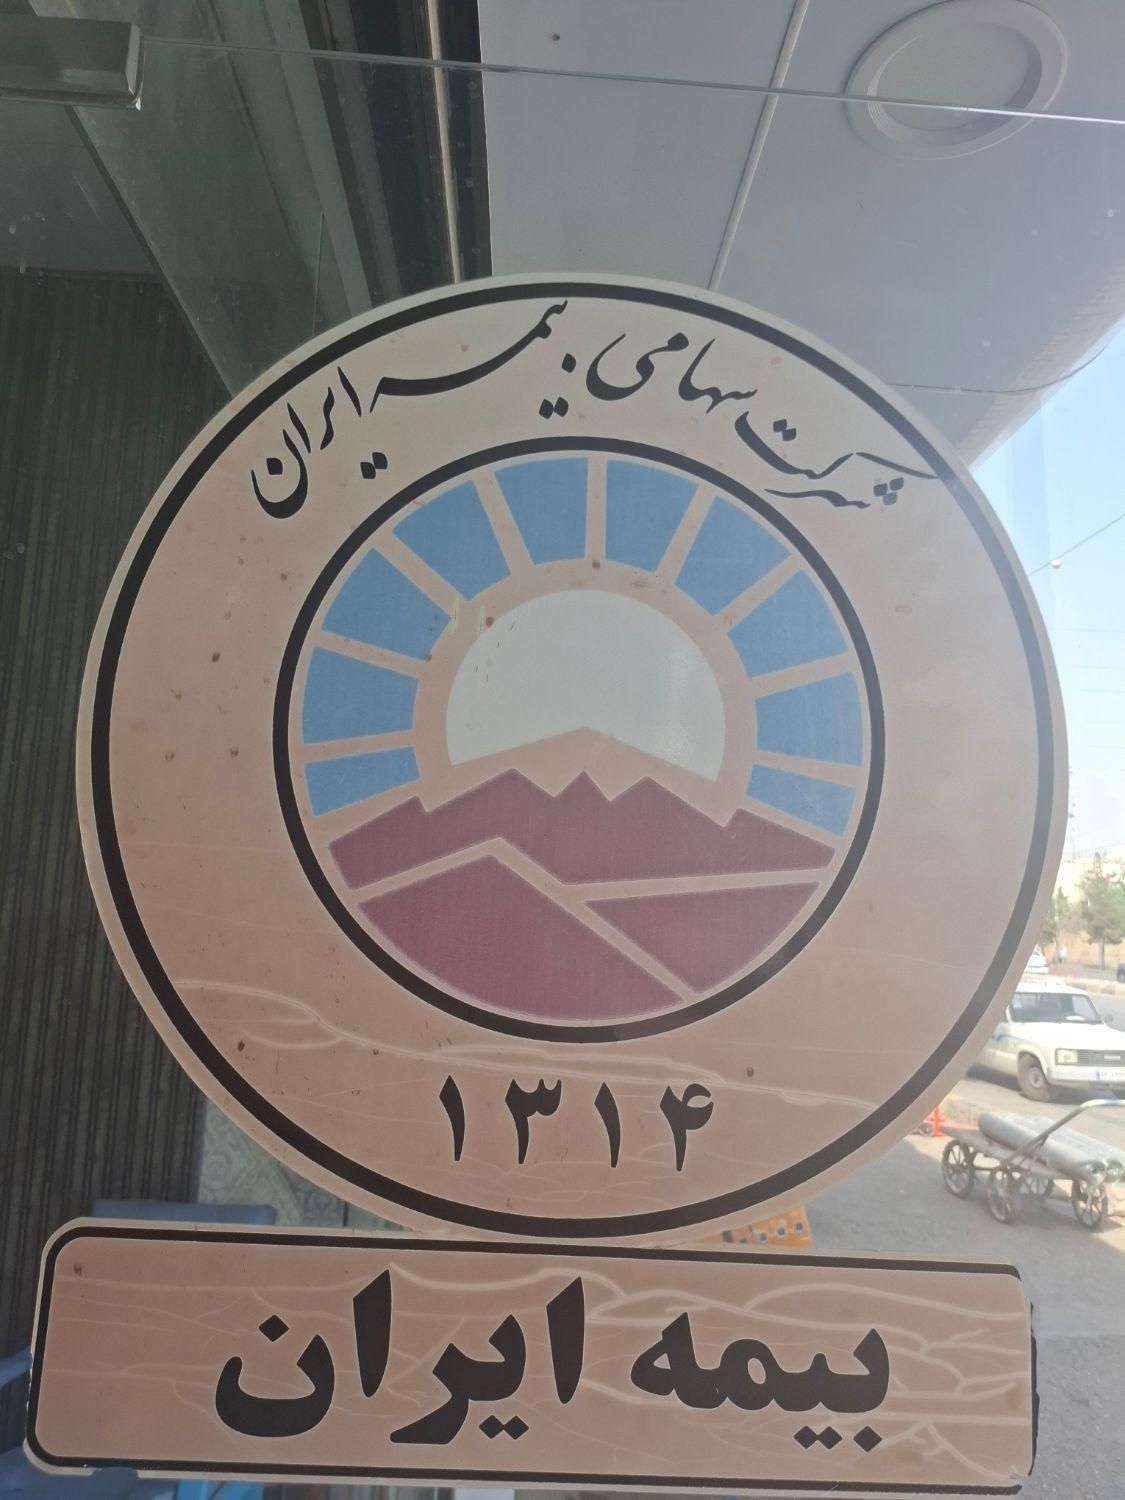 شرکت سهامی بیمه ایران
۱۳۱۴
بیمه ایران